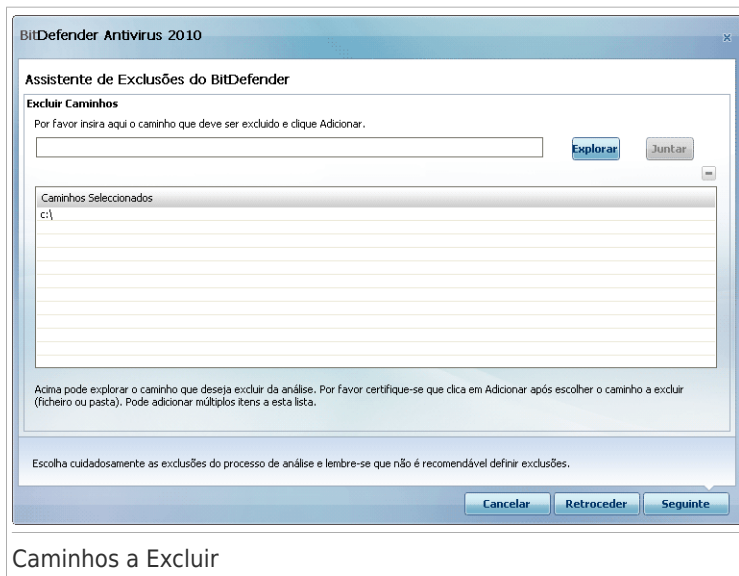 BitDefender Antivirus 2010
x
Assistente de Exclusões do BitDefender
Excluir Caminhos
Por favor insira aqui o caminho que deve ser excluido e clique Adicionar.
Explorar Juntar
Caminhos Seleccionados
c:\
Acima pode explorar o caminho que deseja excluir da análise. Por favor certifique-se que clica em Adicionar após escolher o caminho a excluir
(ficheiro ou pasta). Pode adicionar múltiplos itens a esta lista.
Escolha cuidadosamente as exclusões do processo de análise e lembre-se que não é recomendável definir exclusões.
Cancelar Retroceder Seguinte
Caminhos a Excluir